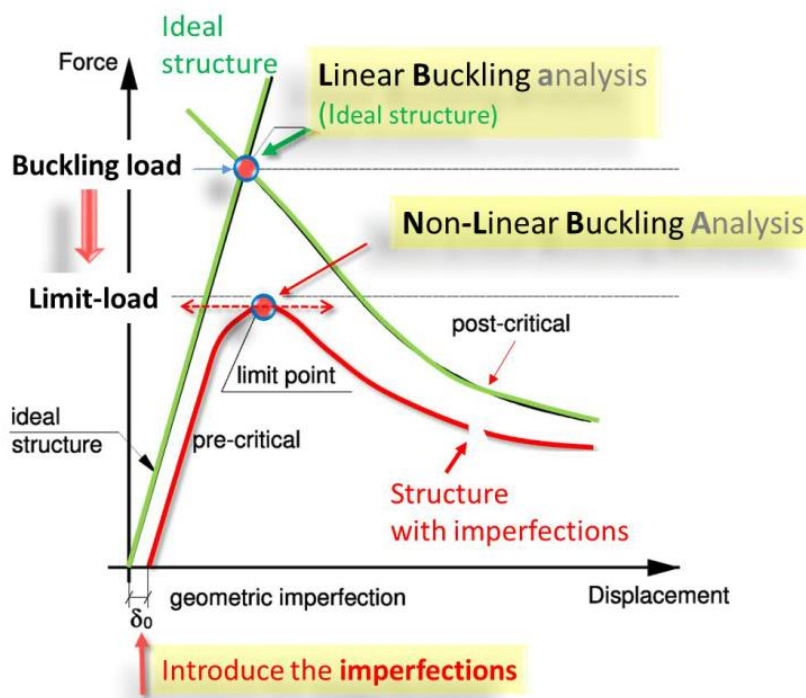 Ideal
structure
Force
Linear Buckling analysis
(Ideal structure)
Buckling load
Non-Linear Buckling Analysis
Limit-load
post-critical
limit point
ideal
structure
pre-critical
Structure
with imperfections
geometric imperfection
Displacement
δ₀
Introduce the imperfections